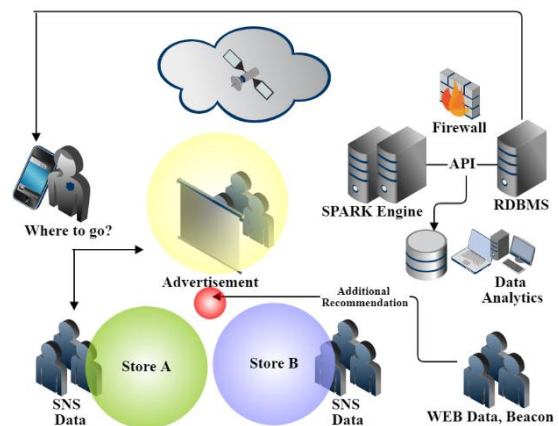 Firewall
API
SPARK Engine
RDBMS
Where to go?
Advertisement
Data
Analytics
Additional
Recommendation
Store A
Store B
SNS
Data
SNS
Data
WEB Data, Beacon